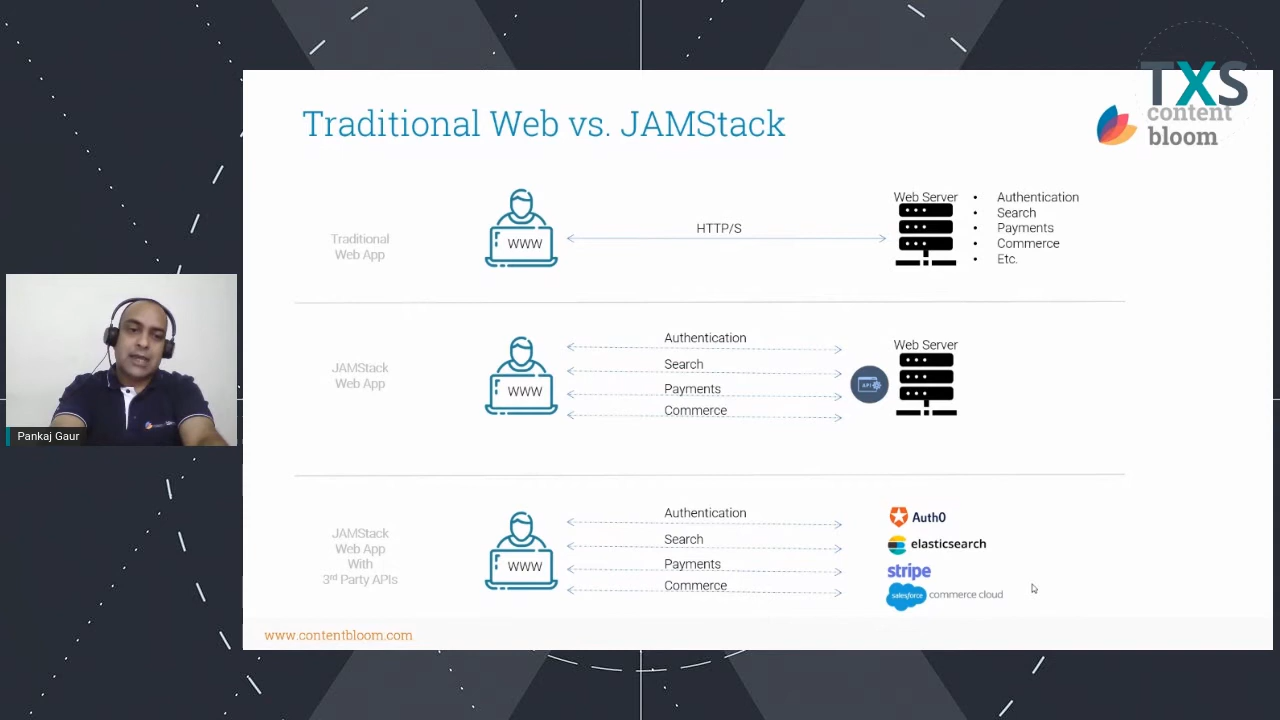 TXS
content
bloom
Traditional Web vs. JAMStack
Traditional
Web App
WWW
HTTP/S
Web Server
• Authentication
• Search
• Payments
• Commerce
• Etc.
JAMStack
Web App
WWW
Authentication
Search
Payments
Commerce
API
Web Server
JAMStack
Web App
With
3rd Party APIs
WWW
Authentication
Search
Payments
Commerce
Auth0
elasticsearch
stripe
salesforce commerce cloud
Pankaj Gaur
www.contentbloom.com